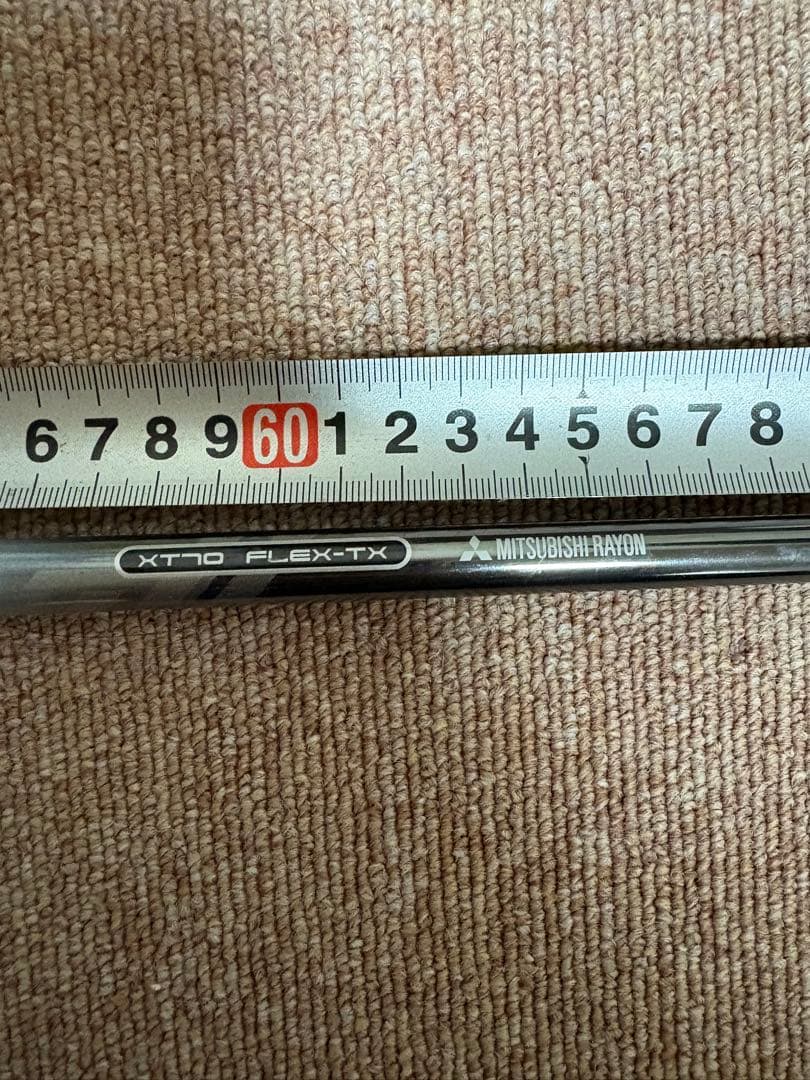 6 7 8 9 60 1 2 3 4 5 6 7 8
XT70 FLEX-TX MITSUBISHI RAYON